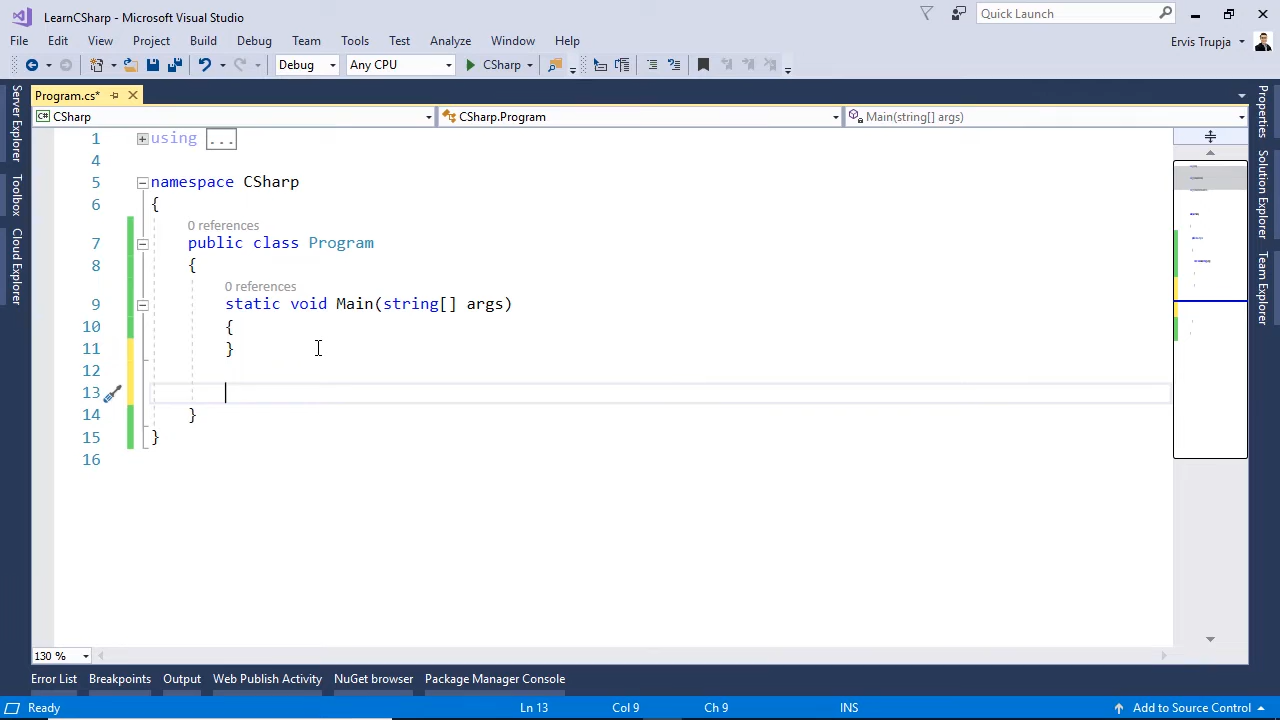 LearnCSharp - Microsoft Visual Studio
Quick Launch
File Edit View Project Build Debug Team Tools Test Analyze Window Help
Ervis Trupja
Debug Any CPU CSharp
Program.cs*
CSharp CSharp.Program Main(string[] args)
Server Explorer
Toolbox
Cloud Explorer
1 using ...
4
5 namespace CSharp
6 {
0 references
7 public class Program
8 {
0 references
9 static void Main(string[] args)
10 {
11 }
12
13
14 }
15 }
16
Properties
Solution Explorer
Team Explorer
130 %
Error List Breakpoints Output Web Publish Activity NuGet browser Package Manager Console
Ready Ln 13 Col 9 Ch 9 INS Add to Source Control